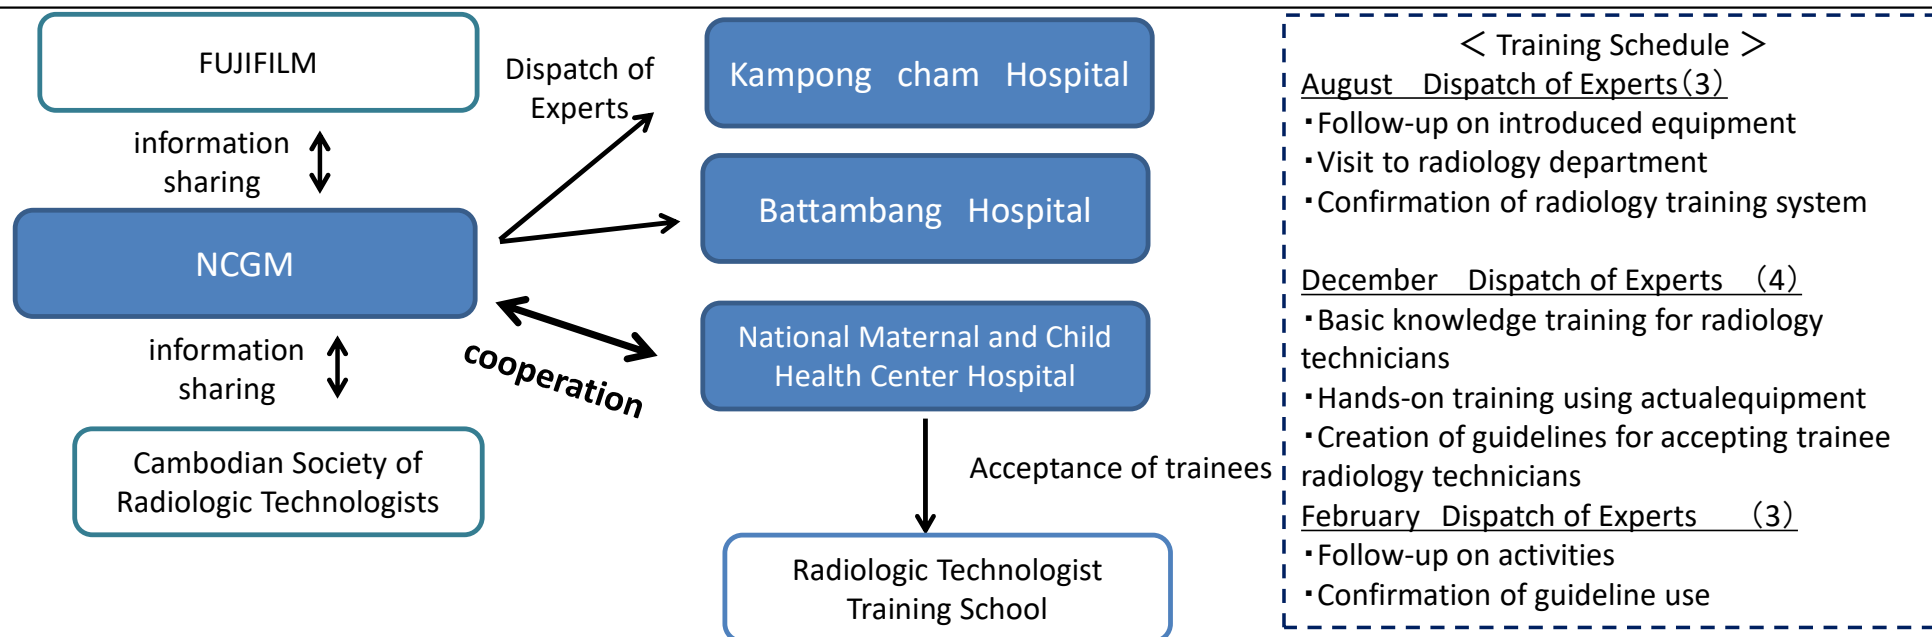 FUJIFILM
information
sharing
NCGM
information
sharing
Cambodian Society of
Radiologic Technologists
Dispatch of
Experts
cooperation
Kampong cham Hospital
Battambang Hospital
National Maternal and Child
Health Center Hospital
Acceptance of trainees
Radiologic Technologist
Training School
＜ Training Schedule ＞
August Dispatch of Experts（3）
・Follow-up on introduced equipment
・Visit to radiology department
・Confirmation of radiology training system
December Dispatch of Experts （4）
・Basic knowledge training for radiology
technicians
・Hands-on training using actualequipment
・Creation of guidelines for accepting trainee
radiology technicians
February Dispatch of Experts （3）
・Follow-up on activities
・Confirmation of guideline use